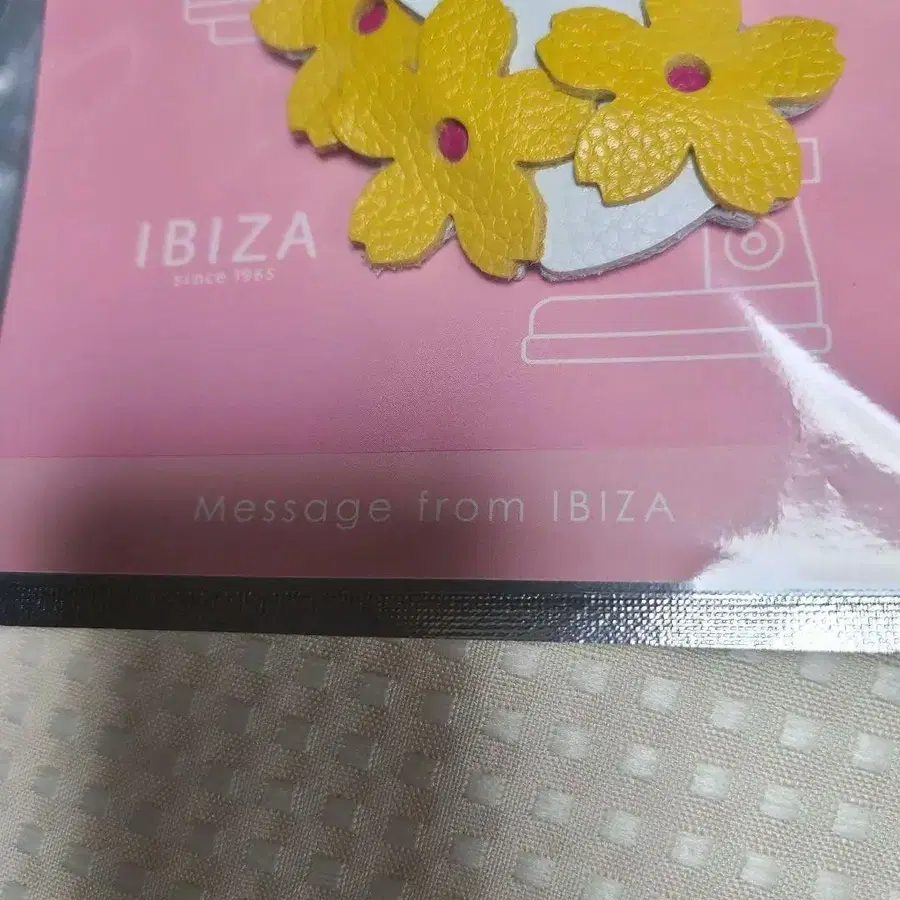 IBIZA
since 1965
Message from IBIZA